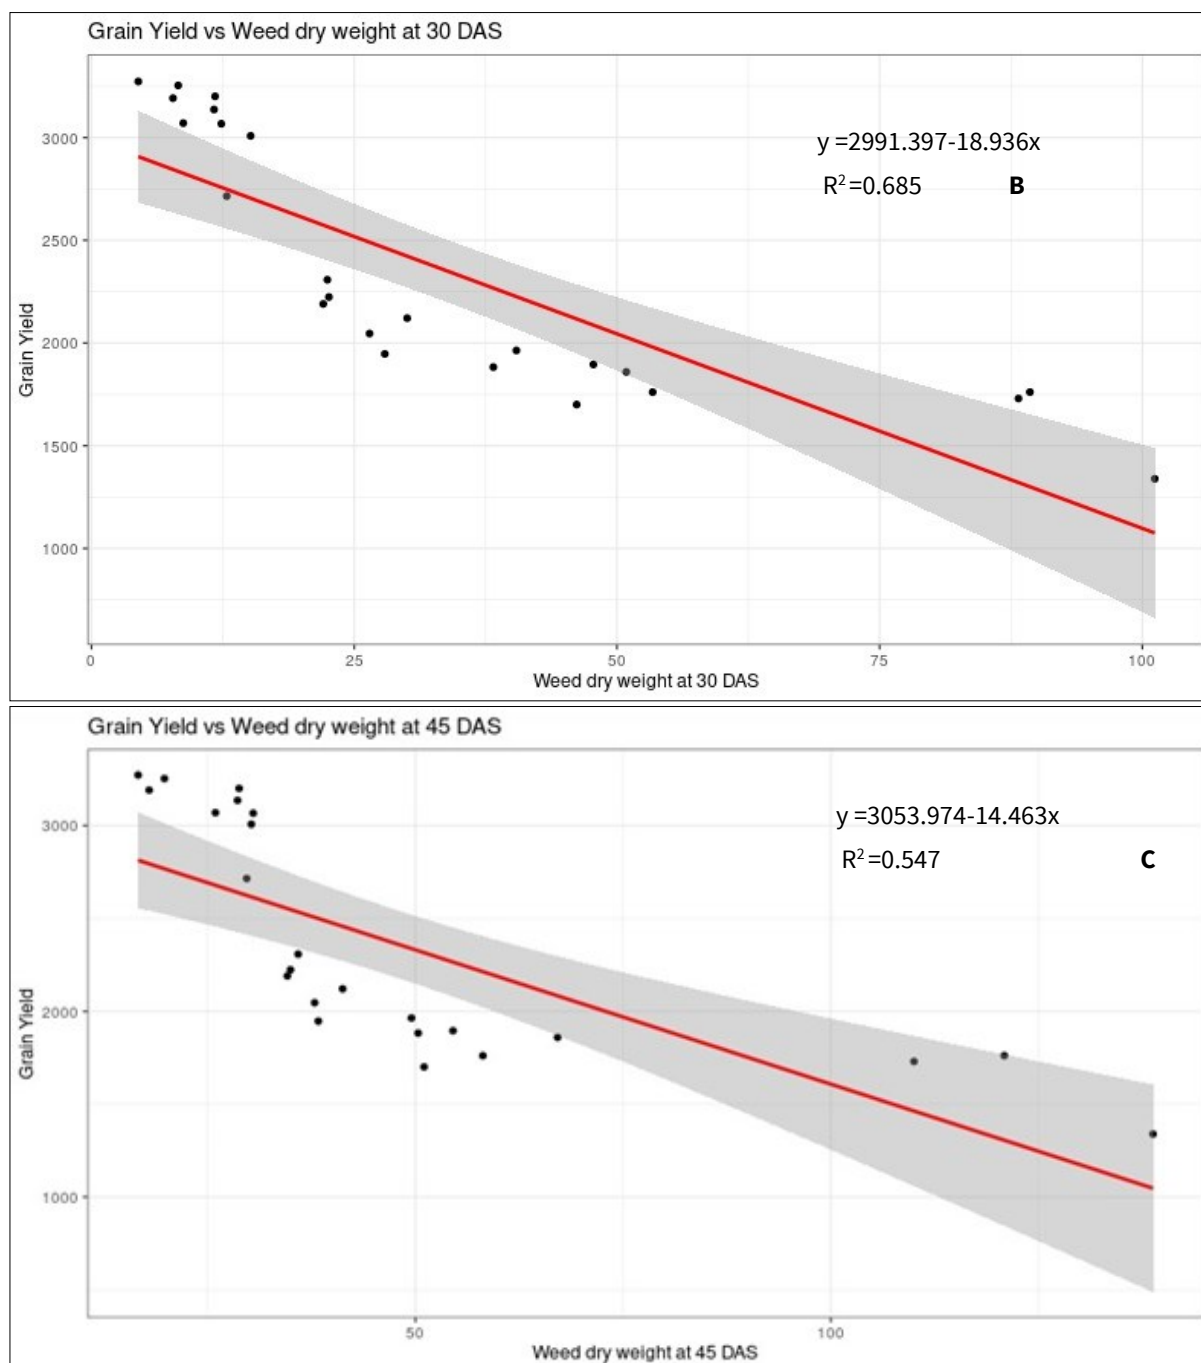 Grain Yield vs Weed dry weight at 30 DAS
y =2991.397-18.936x
R²=0.685 B
3000
2500
2000
1500
1000
Grain Yield
0 25 50 75 100
Weed dry weight at 30 DAS
Grain Yield vs Weed dry weight at 45 DAS
y =3053.974-14.463x
R²=0.547 C
3000
2000
1000
Grain Yield
50 100
Weed dry weight at 45 DAS